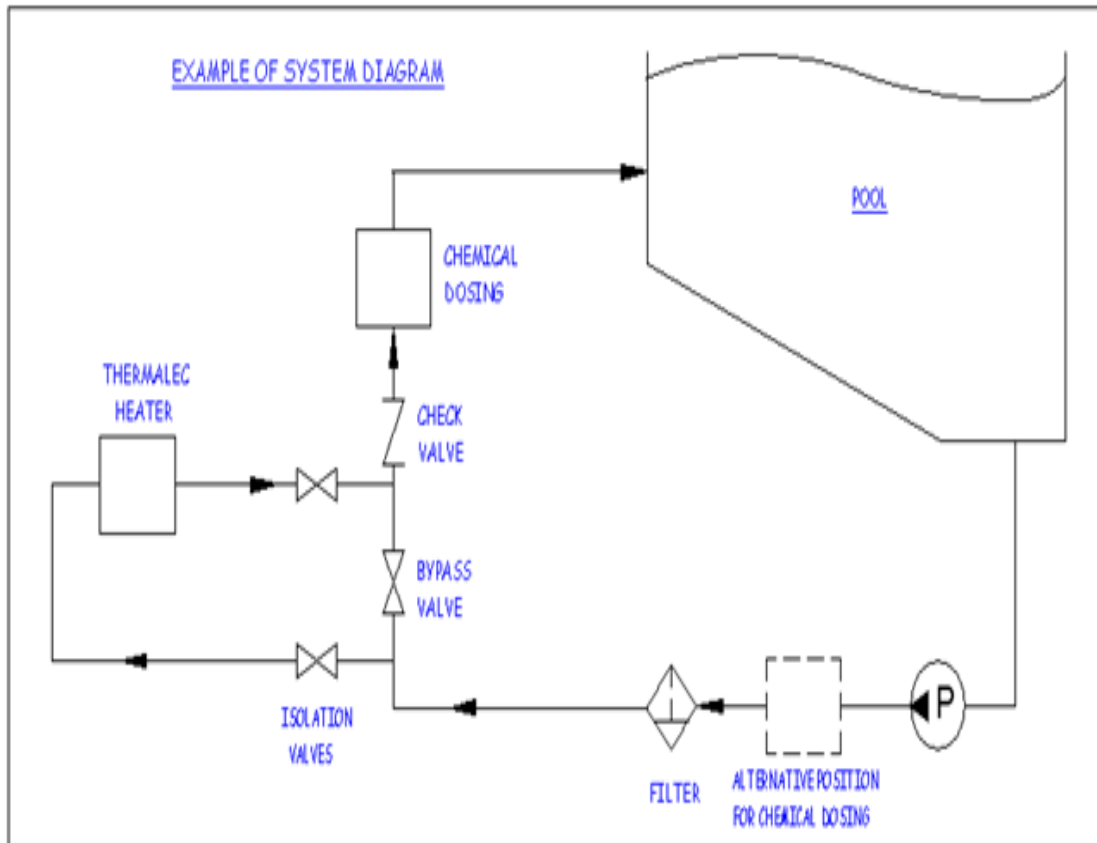 EXAMPLE OF SYSTEM DIAGRAM
POOL
CHEMICAL
DOSING
THERMALEC
HEATER
CHECK
VALVE
BYPASS
VALVE
ISOLATION
VALVES
P
FILTER
ALTERNATIVE POSITION
FOR CHEMICAL DOSING